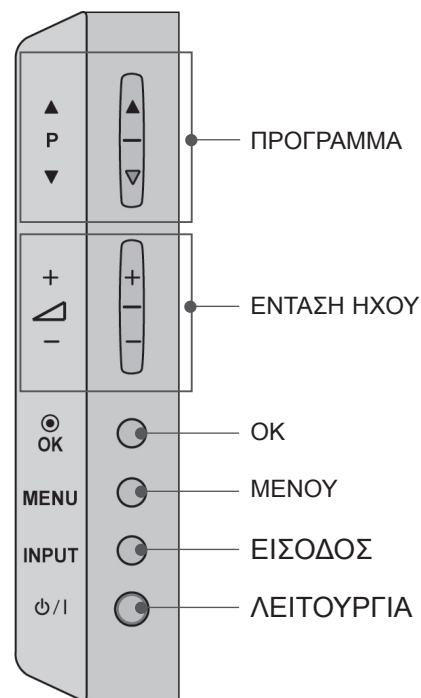 ▲
P
▼
ΠΡΟΓΡΑΜΜΑ
+
−
+
−
ΕΝΤΑΣΗ ΗΧΟΥ
OK
OK
MENU
ΜΕΝΟΥ
INPUT
ΕΙΣΟΔΟΣ
⏻/I
ΛΕΙΤΟΥΡΓΙΑ